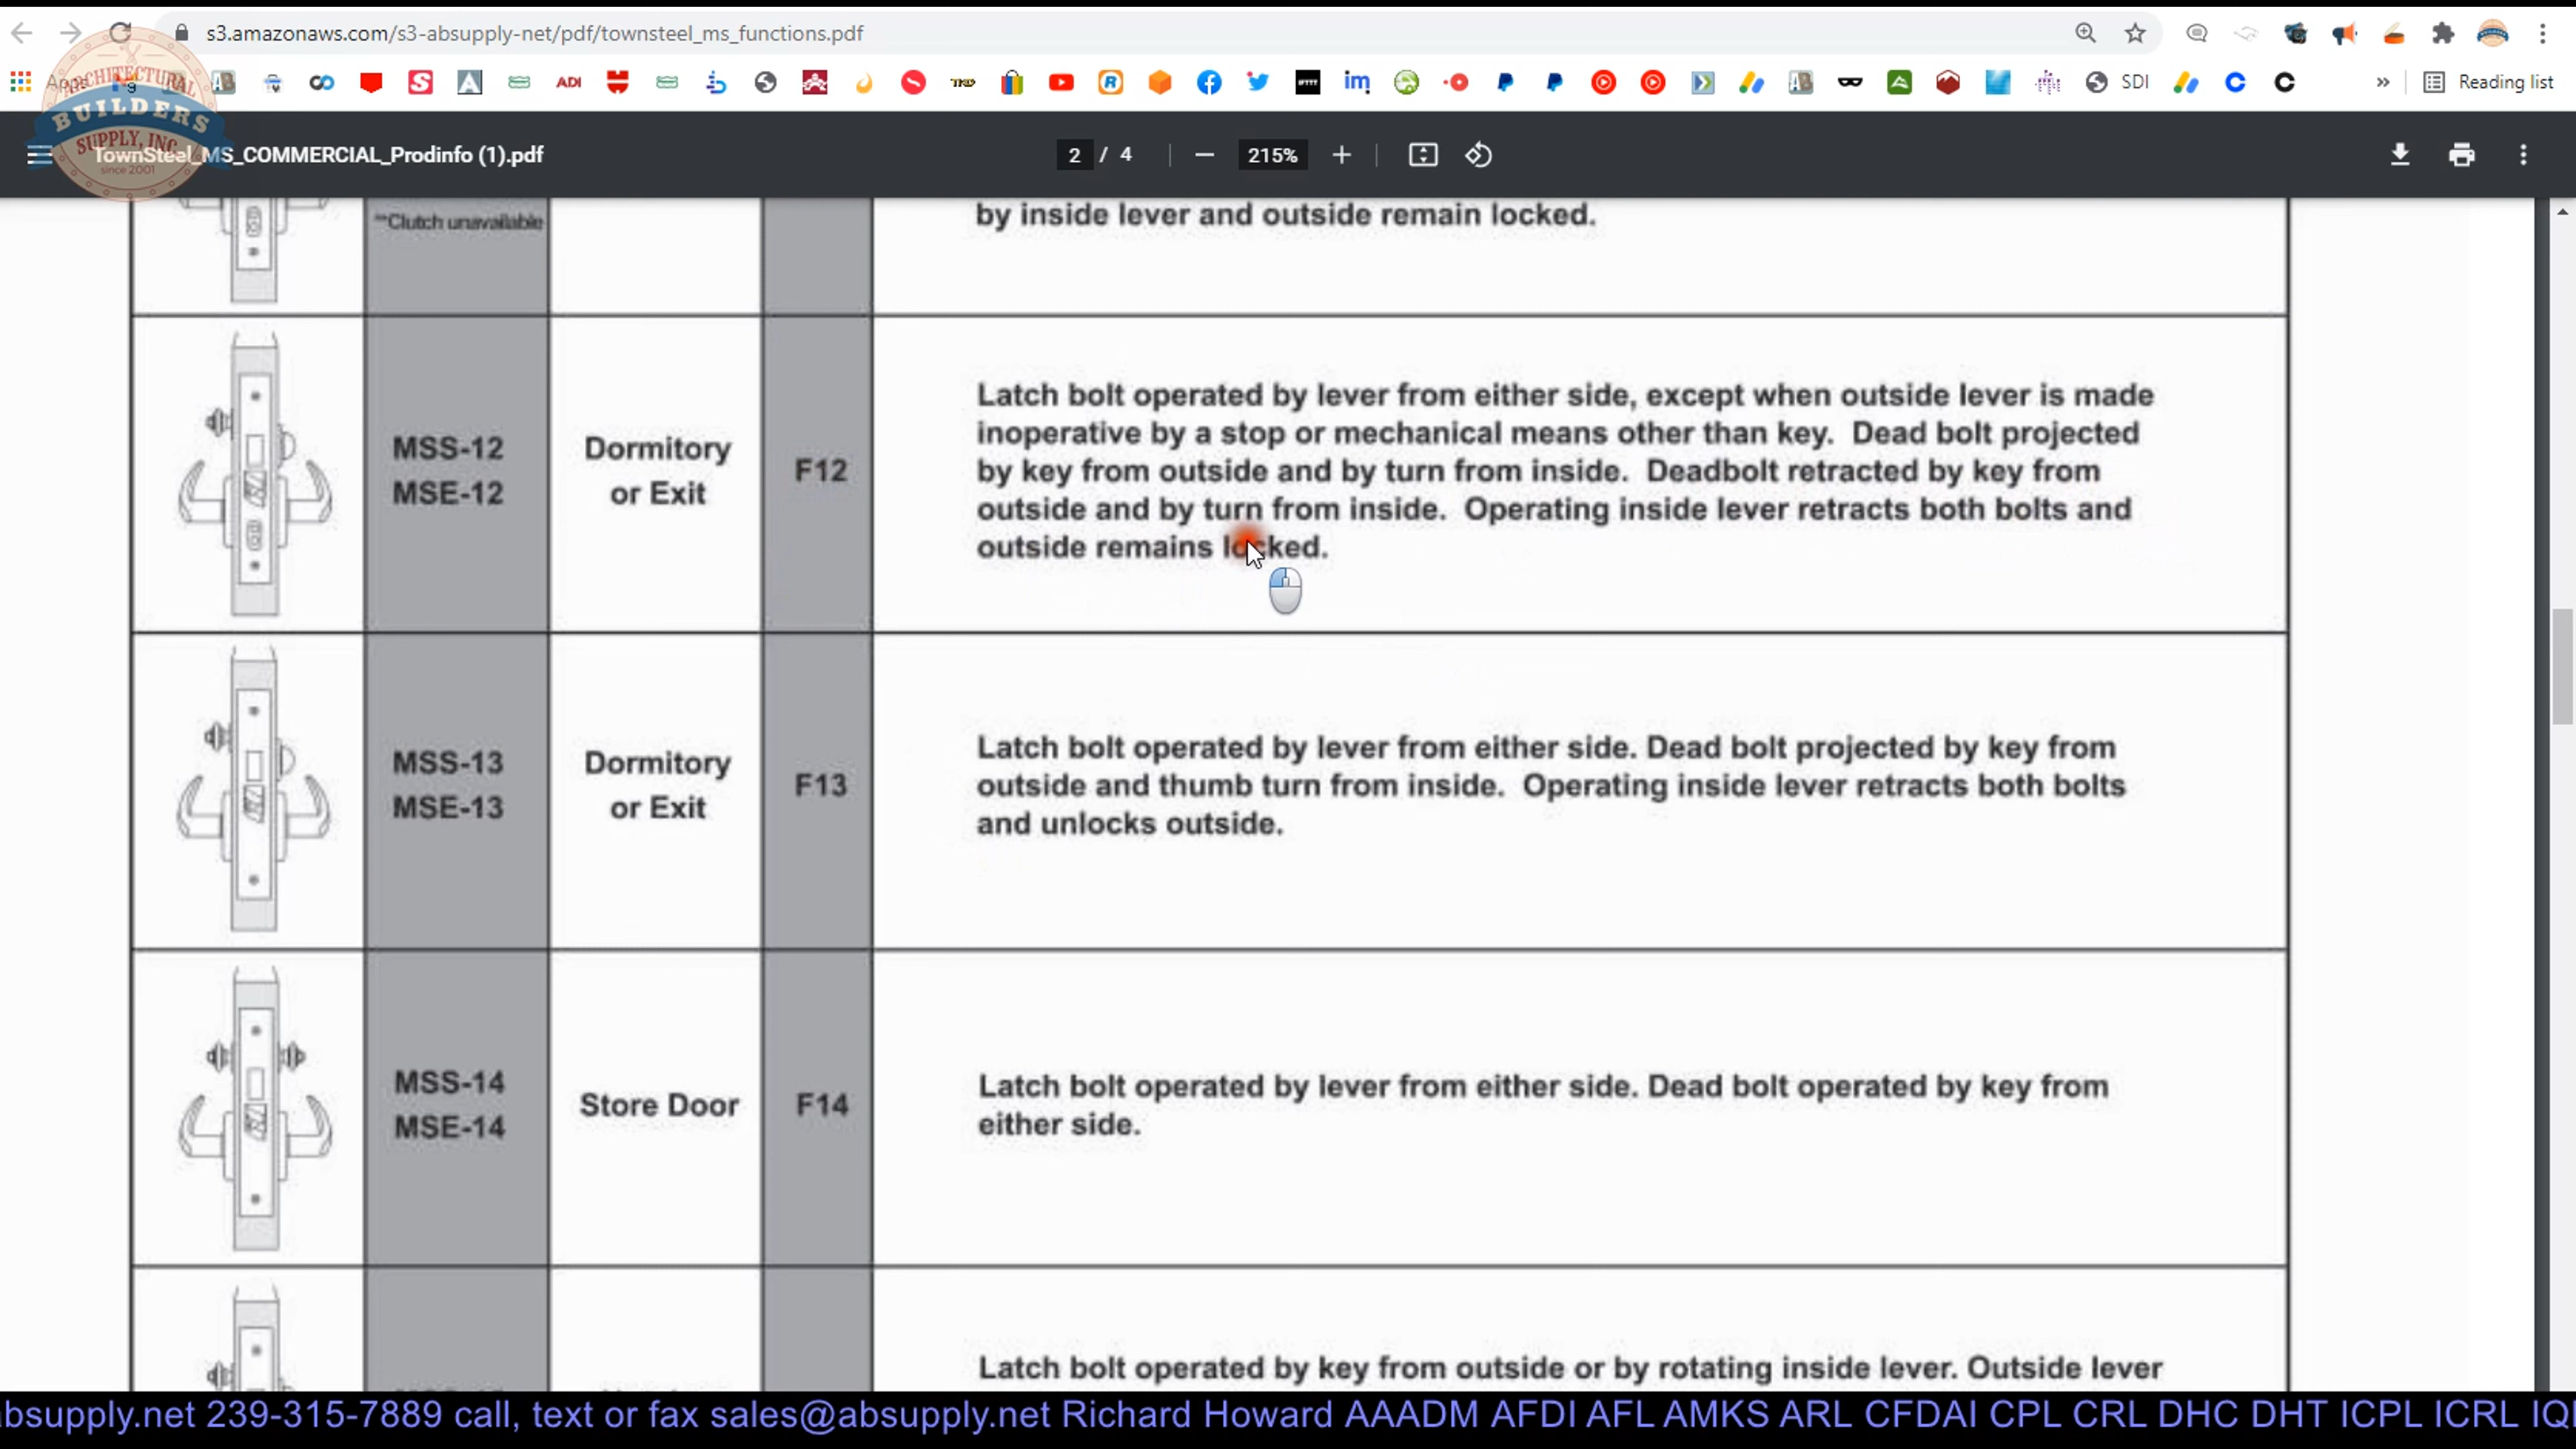 s3.amazonaws.com/s3-absupply-net/pdf/townsteel_ms_functions.pdf
Apps
SDI
Reading list
ARCHITECTURAL
BUILDERS
SUPPLY, INC.
since 2001
TownSteel_MS_COMMERCIAL_Prodinfo (1).pdf
2 / 4
215%
**Clutch unavailable
by inside lever and outside remain locked.
MSS-12
MSE-12
Dormitory
or Exit
F12
Latch bolt operated by lever from either side, except when outside lever is made
inoperative by a stop or mechanical means other than key. Dead bolt projected
by key from outside and by turn from inside. Deadbolt retracted by key from
outside and by turn from inside. Operating inside lever retracts both bolts and
outside remains locked.
MSS-13
MSE-13
Dormitory
or Exit
F13
Latch bolt operated by lever from either side. Dead bolt projected by key from
outside and thumb turn from inside. Operating inside lever retracts both bolts
and unlocks outside.
MSS-14
MSE-14
Store Door
F14
Latch bolt operated by lever from either side. Dead bolt operated by key from
either side.
Latch bolt operated by key from outside or by rotating inside lever. Outside lever
absupply.net 239-315-7889 call, text or fax sales@absupply.net Richard Howard AAADM AFDI AFL AMKS ARL CFDAI CPL CRL DHC DHT ICPL ICRL